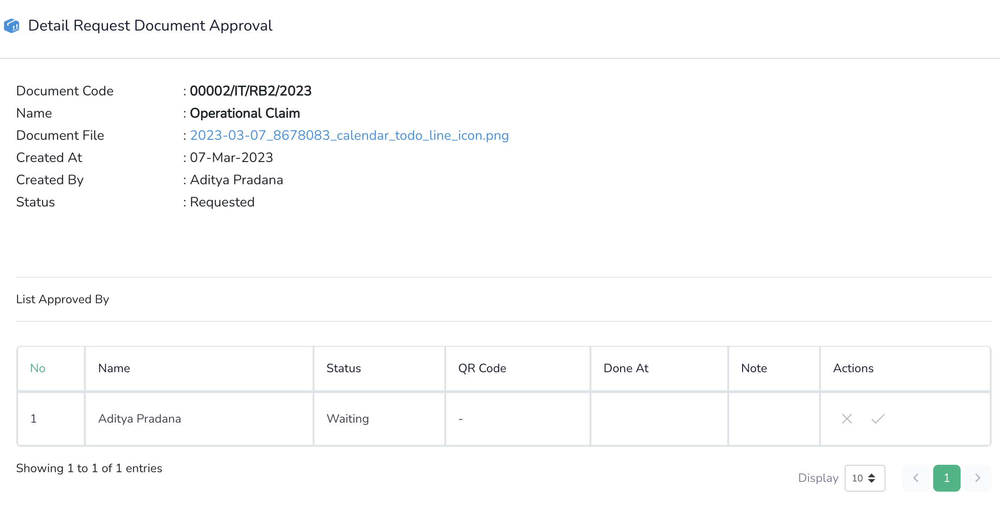 Detail Request Document Approval
Document Code : 00002/IT/RB2/2023
Name : Operational Claim
Document File : 2023-03-07_8678083_calendar_todo_line_icon.png
Created At : 07-Mar-2023
Created By : Aditya Pradana
Status : Requested
List Approved By
No Name Status QR Code Done At Note Actions
1 Aditya Pradana Waiting -
Showing 1 to 1 of 1 entries
Display 10 1